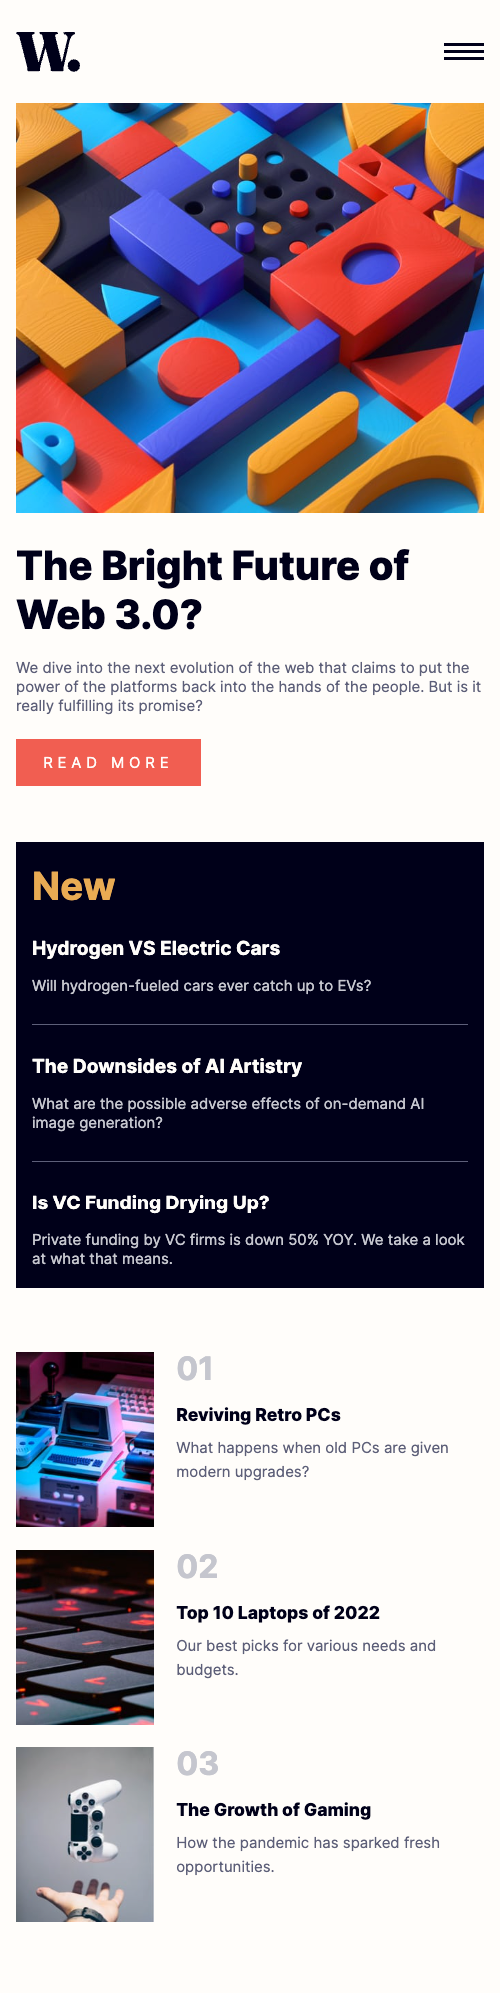 W.
The Bright Future of
Web 3.0?
We dive into the next evolution of the web that claims to put the
power of the platforms back into the hands of the people. But is it
really fulfilling its promise?
READ MORE
New
Hydrogen VS Electric Cars
Will hydrogen-fueled cars ever catch up to EVs?
The Downsides of AI Artistry
What are the possible adverse effects of on-demand AI
image generation?
Is VC Funding Drying Up?
Private funding by VC firms is down 50% YOY. We take a look
at what that means.
01
Reviving Retro PCs
What happens when old PCs are given
modern upgrades?
02
Top 10 Laptops of 2022
Our best picks for various needs and
budgets.
03
The Growth of Gaming
How the pandemic has sparked fresh
opportunities.